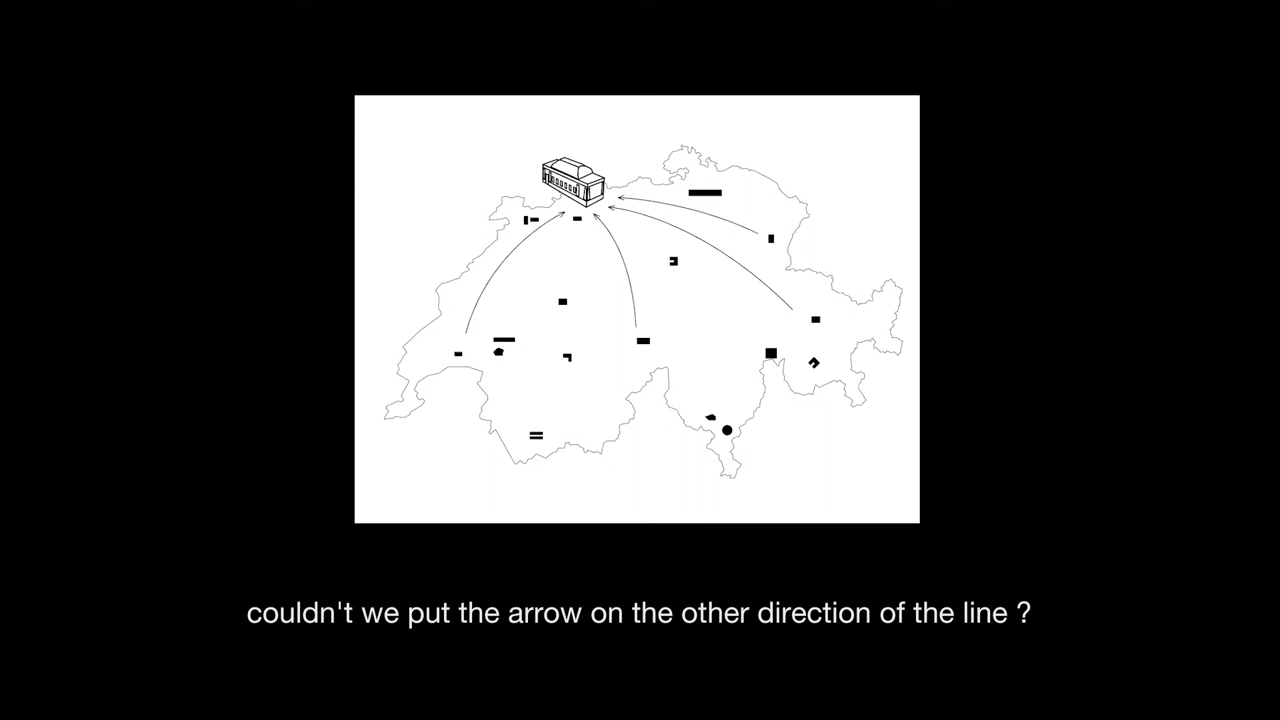 couldn't we put the arrow on the other direction of the line ?